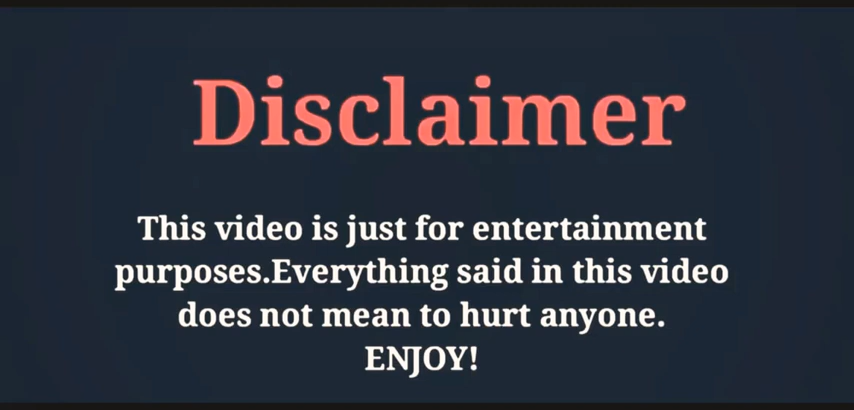 Disclaimer
This video is just for entertainment
purposes.Everything said in this video
does not mean to hurt anyone.
ENJOY!